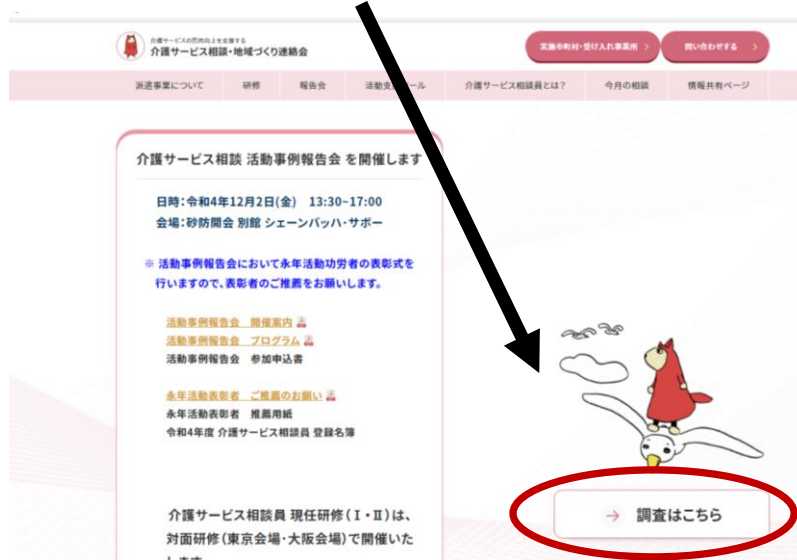 介護サービスの質的向上を支援する
介護サービス相談・地域づくり連絡会
実施市町村・受け入れ事業所 >
問い合わせする >
派遣事業について 研修 報告会 活動支 ール 介護サービス相談員とは? 今月の相談 情報共有ページ
介護サービス相談 活動事例報告会 を開催します
日時:令和4年12月2日(金) 13:30~17:00
会場:砂防開会 別館 シェーンバッハ・サボー
※ 活動事例報告会において永年活動功労者の表彰式を
行いますので、表彰者のご推薦をお願いします。
活動事例報告会 開催案内
活動事例報告会 プログラム
活動事例報告会 参加申込書
永年活動表彰者 ご推薦のお願い
永年活動表彰者 推薦用紙
令和4年度 介護サービス相談員 登録名簿
介護サービス相談員 現任研修(Ⅰ・Ⅱ)は、
対面研修(東京会場・大阪会場)で開催いた
→ 調査はこちら